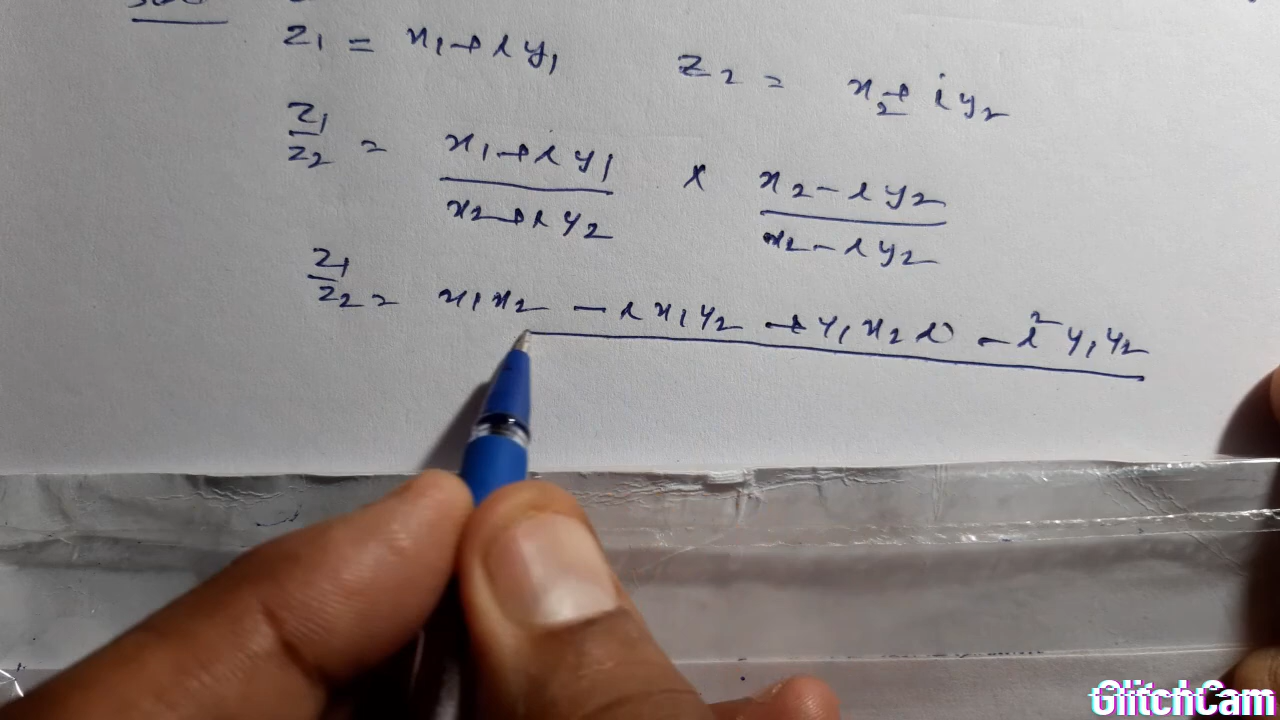 z₁ = x₁ + i y₁ z₂ = x₂ + i y₂
z₁/z₂ = (x₁ + i y₁)/(x₂ + i y₂) × (x₂ - i y₂)/(x₂ - i y₂)
z₁/z₂ = x₁x₂ - i x₁y₂ + y₁x₂ i - i² y₁y₂
GlitchCam